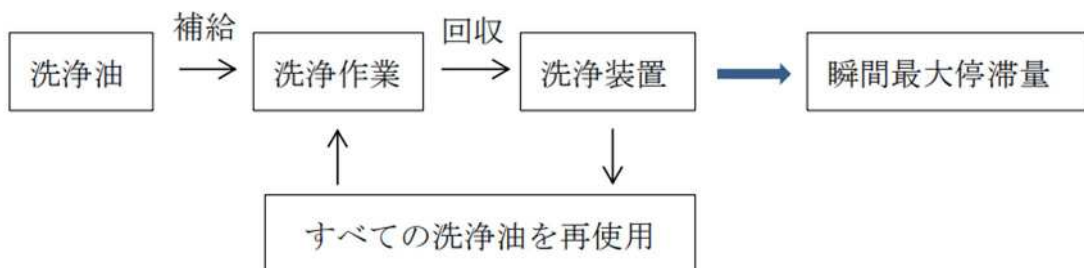 補給
回収
洗浄油
洗浄作業
洗浄装置
瞬間最大停滞量
すべての洗浄油を再使用